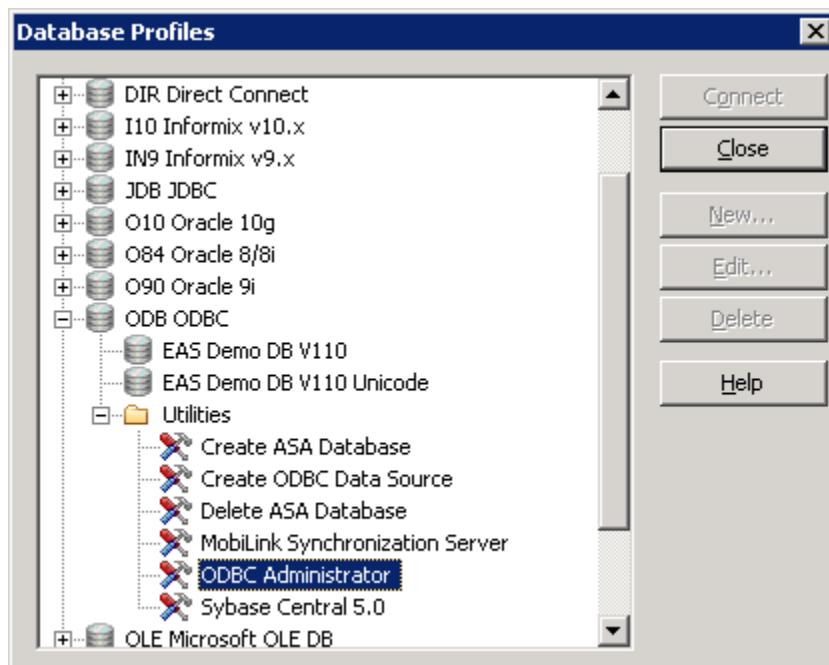 Database Profiles
DIR Direct Connect
I10 Informix v10.x
IN9 Informix v9.x
JDB JDBC
O10 Oracle 10g
O84 Oracle 8/8i
O90 Oracle 9i
ODB ODBC
EAS Demo DB V110
EAS Demo DB V110 Unicode
Utilities
Create ASA Database
Create ODBC Data Source
Delete ASA Database
MobiLink Synchronization Server
ODBC Administrator
Sybase Central 5.0
OLE Microsoft OLE DB
Connect
Close
New...
Edit...
Delete
Help